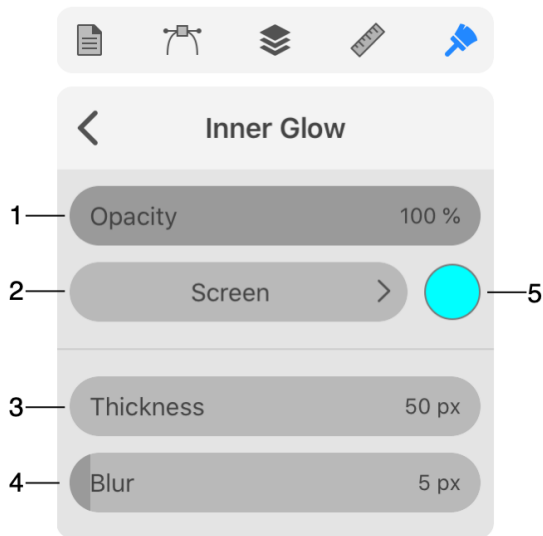 Inner Glow
1 Opacity 100 %
2 Screen 5
3 Thickness 50 px
4 Blur 5 px